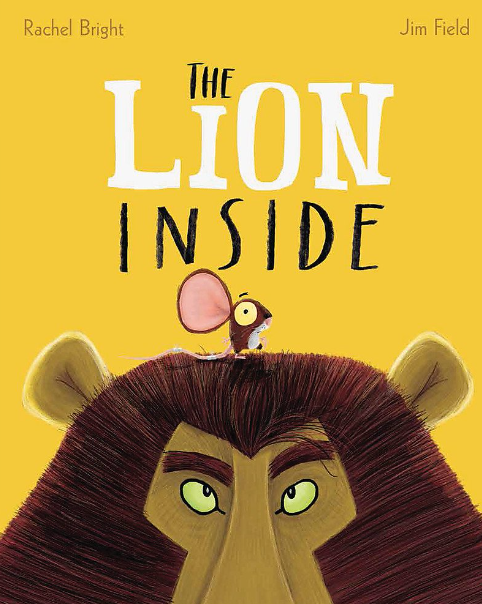 Rachel Bright
Jim Field
THE
LiON
INSIDE